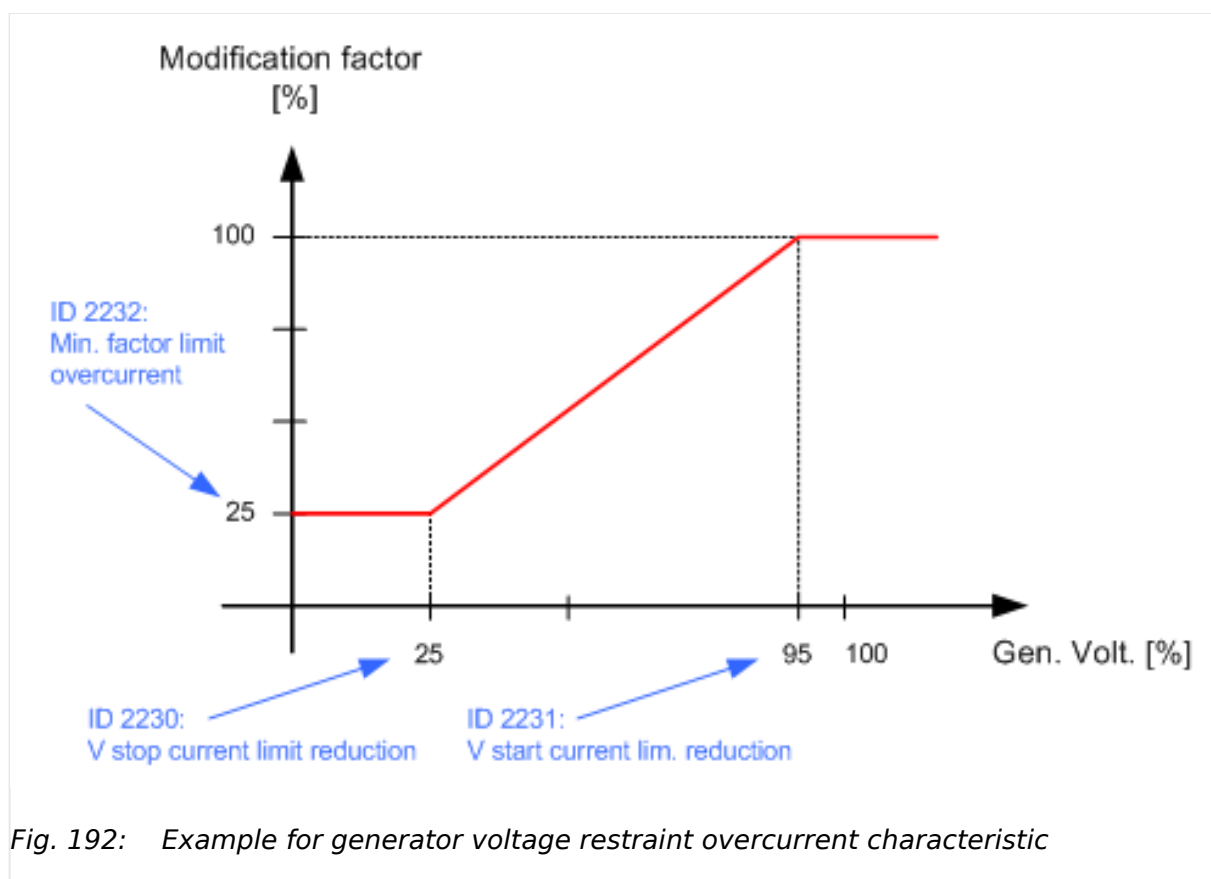 Modification factor
[%]
100
ID 2232:
Min. factor limit
overcurrent
25
25
95
100
Gen. Volt. [%]
ID 2230:
V stop current limit reduction
ID 2231:
V start current lim. reduction
Fig. 192: Example for generator voltage restraint overcurrent characteristic